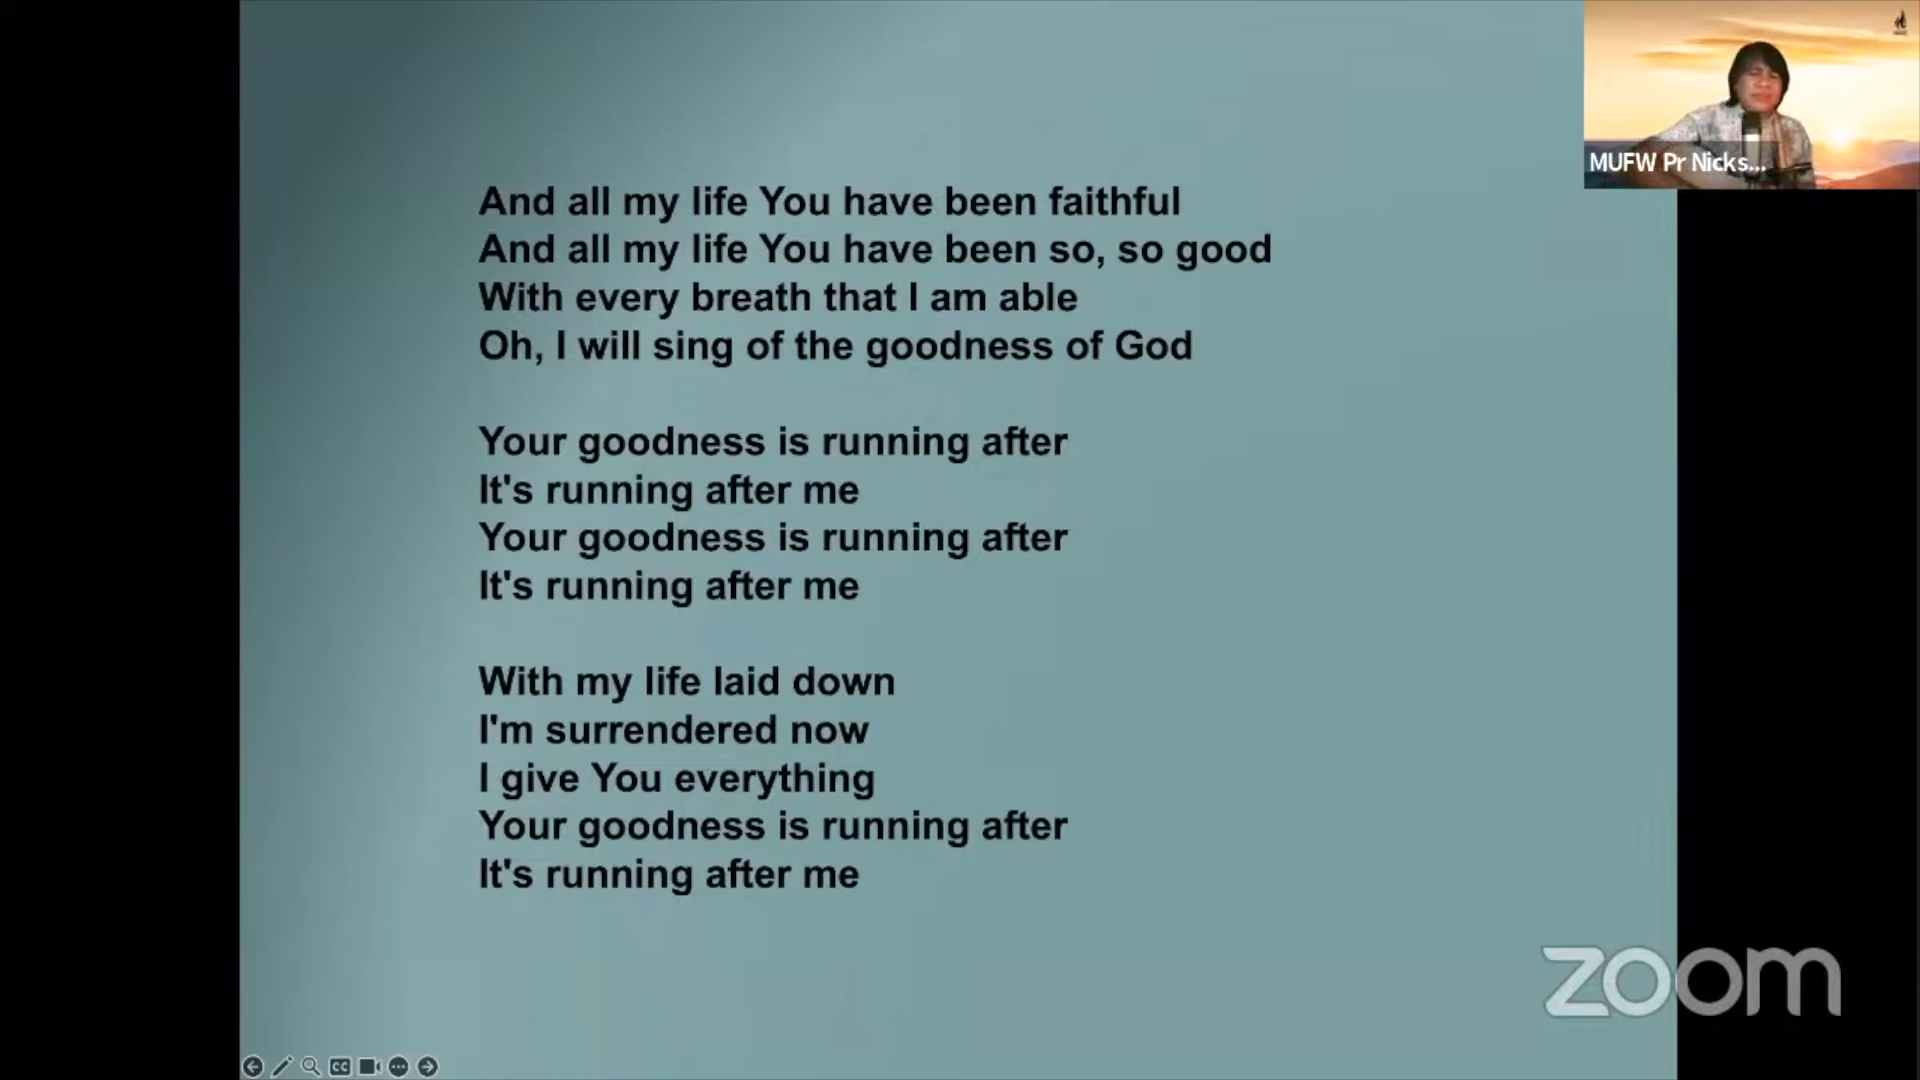 And all my life You have been faithful
And all my life You have been so, so good
With every breath that I am able
Oh, I will sing of the goodness of God
Your goodness is running after
It's running after me
Your goodness is running after
It's running after me
With my life laid down
I'm surrendered now
I give You everything
Your goodness is running after
It's running after me
MUFW Pr Nicks...
zoom
CC